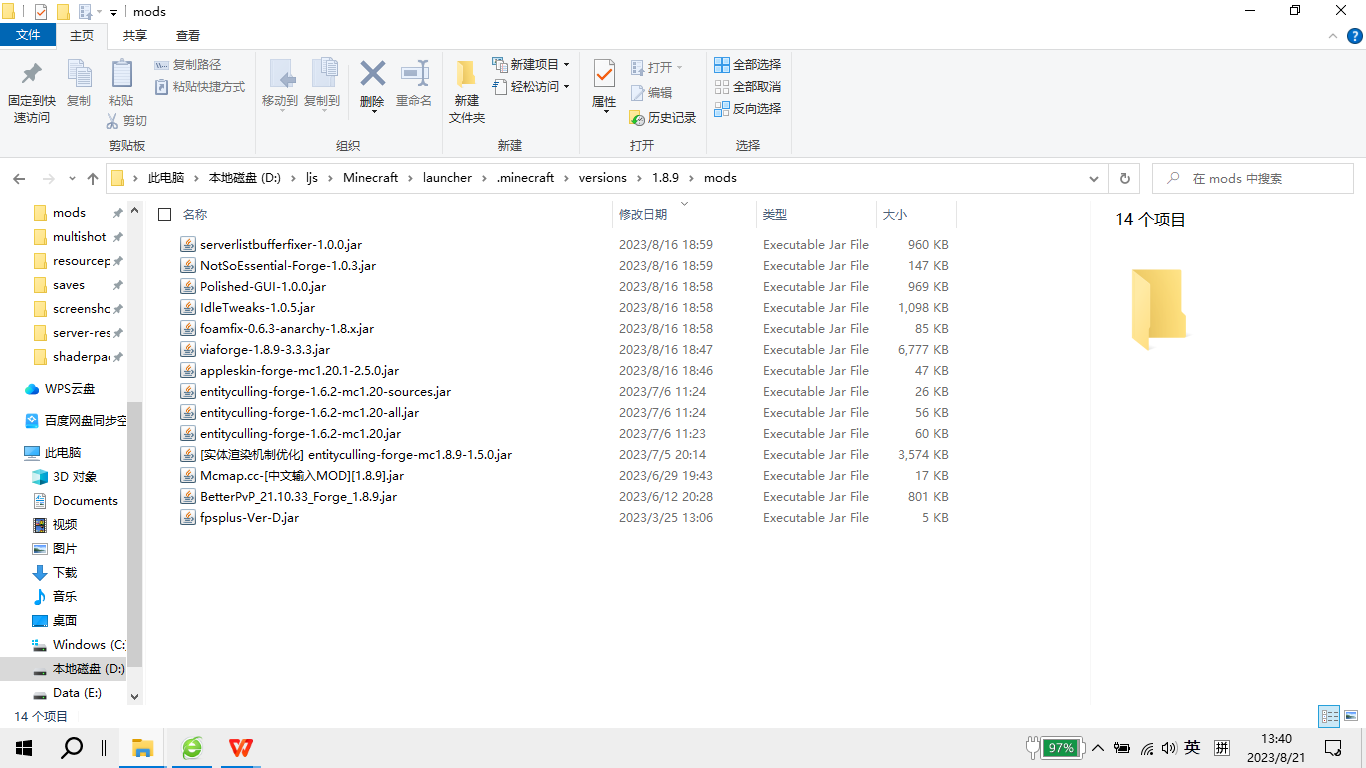 mods
文件 主页 共享 查看
固定到快速访问
复制
粘贴
复制路径
粘贴快捷方式
剪切
剪贴板
移动到
复制到
删除
重命名
组织
新建
文件夹
新建项目
轻松访问
新建
属性
打开
编辑
历史记录
打开
全部选择
全部取消
反向选择
选择
此电脑 › 本地磁盘 (D:) › ljs › Minecraft › launcher › .minecraft › versions › 1.8.9 › mods
在 mods 中搜索
mods
multishot
resourcep
saves
screensho
server-res
shaderpa
WPS云盘
百度网盘同步空
此电脑
3D 对象
Documents
视频
图片
下载
音乐
桌面
Windows (C:
本地磁盘 (D:)
Data (E:)
名称 修改日期 类型 大小
serverlistbufferfixer-1.0.0.jar 2023/8/16 18:59 Executable Jar File 960 KB
NotSoEssential-Forge-1.0.3.jar 2023/8/16 18:59 Executable Jar File 147 KB
Polished-GUI-1.0.0.jar 2023/8/16 18:58 Executable Jar File 969 KB
IdleTweaks-1.0.5.jar 2023/8/16 18:58 Executable Jar File 1,098 KB
foamfix-0.6.3-anarchy-1.8.x.jar 2023/8/16 18:58 Executable Jar File 85 KB
viaforge-1.8.9-3.3.3.jar 2023/8/16 18:47 Executable Jar File 6,777 KB
appleskin-forge-mc1.20.1-2.5.0.jar 2023/8/16 18:46 Executable Jar File 47 KB
entityculling-forge-1.6.2-mc1.20-sources.jar 2023/7/6 11:24 Executable Jar File 26 KB
entityculling-forge-1.6.2-mc1.20-all.jar 2023/7/6 11:24 Executable Jar File 56 KB
entityculling-forge-1.6.2-mc1.20.jar 2023/7/6 11:23 Executable Jar File 60 KB
[实体渲染机制优化] entityculling-forge-mc1.8.9-1.5.0.jar 2023/7/5 20:14 Executable Jar File 3,574 KB
Mcmap.cc-[中文输入MOD][1.8.9].jar 2023/6/29 19:43 Executable Jar File 17 KB
BetterPvP_21.10.33_Forge_1.8.9.jar 2023/6/12 20:28 Executable Jar File 801 KB
fpsplus-Ver-D.jar 2023/3/25 13:06 Executable Jar File 5 KB
14 个项目
14 个项目
97%
英
拼
13:40
2023/8/21